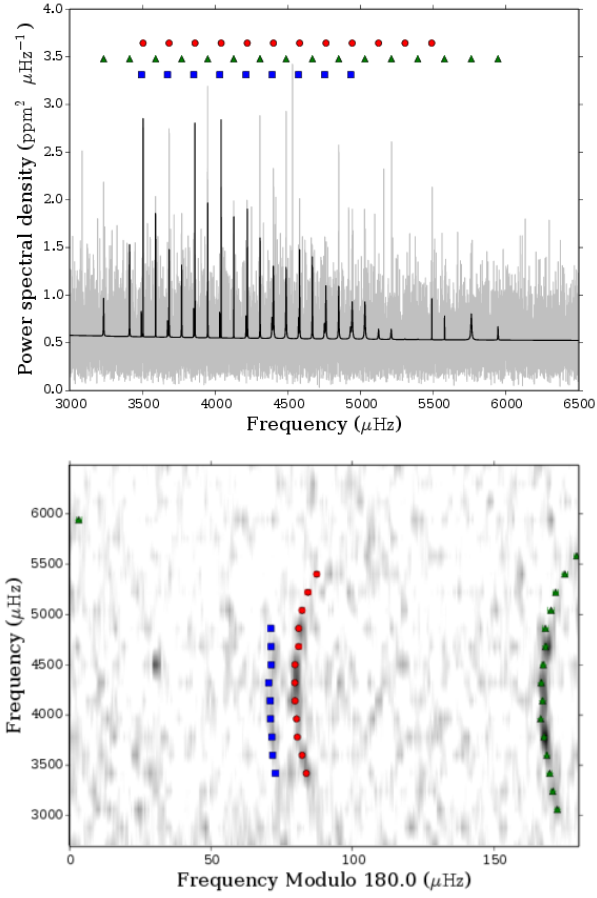 4.0
3.5
3.0
2.5
2.0
1.5
1.0
0.5
0.0
Power spectral density (ppm² μHz⁻¹)
3000 3500 4000 4500 5000 5500 6000 6500
Frequency (μHz)
6000
5500
5000
4500
4000
3500
3000
Frequency (μHz)
0 50 100 150
Frequency Modulo 180.0 (μHz)